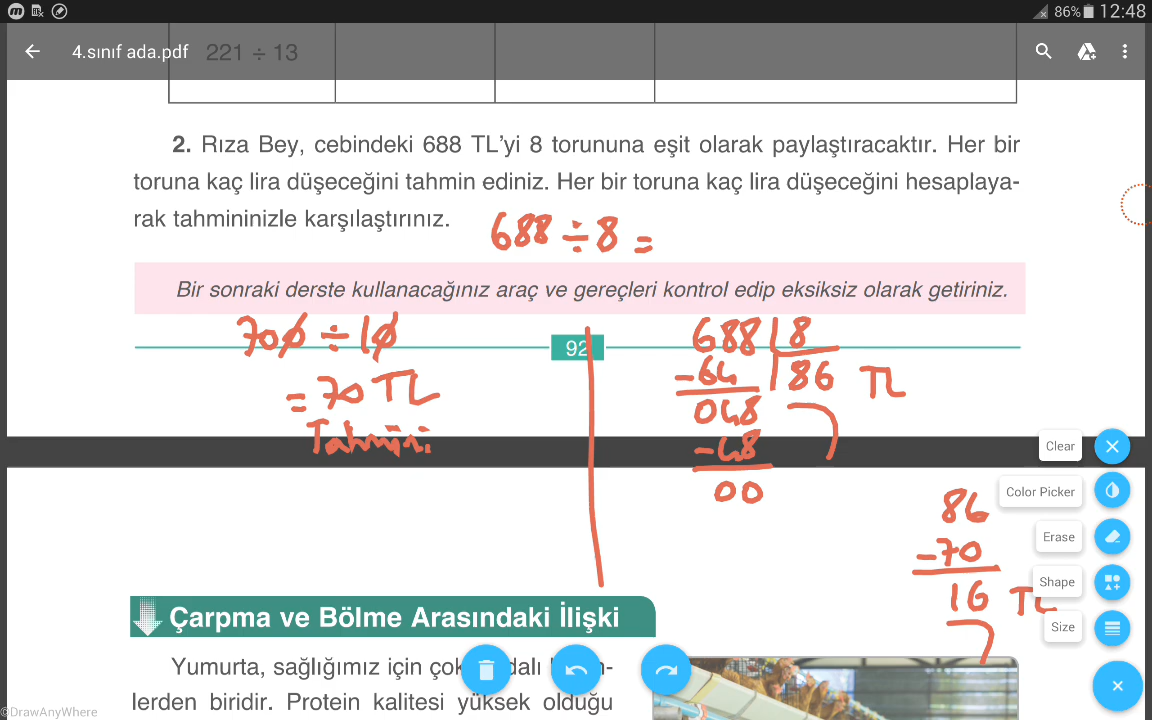 86% 12:48
4.sınıf ada.pdf
221 ÷ 13
2. Rıza Bey, cebindeki 688 TL'yi 8 torununa eşit olarak paylaştıracaktır. Her bir
toruna kaç lira düşeceğini tahmin ediniz. Her bir toruna kaç lira düşeceğini hesaplaya-
rak tahmininizle karşılaştırınız.
688 ÷ 8 =
Bir sonraki derste kullanacağınız araç ve gereçleri kontrol edip eksiksiz olarak getiriniz.
92
700 ÷ 10
= 70 TL
Tahmini
688 8
-64 86 TL
048
-48
00
86
-70
16 TL
Clear
Color Picker
Erase
Shape
Size
Çarpma ve Bölme Arasındaki İlişki
Yumurta, sağlığımız için çok
lerden biridir. Protein kalitesi yüksek olduğu
©DrawAnyWhere